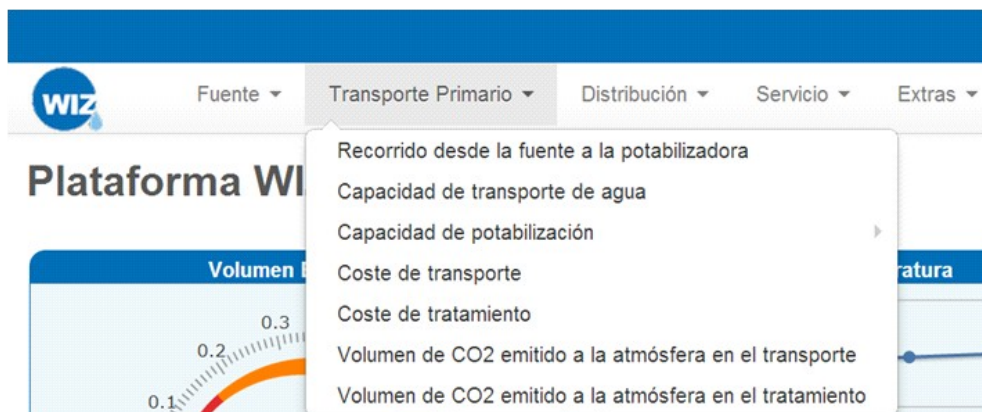 WIZ
Fuente
Transporte Primario
Distribución
Servicio
Extras
Recorrido desde la fuente a la potabilizadora
Plataforma WI
Capacidad de transporte de agua
Capacidad de potabilización
Volumen
ratura
Coste de transporte
Coste de tratamiento
0.3
0.2
0.1
Volumen de CO2 emitido a la atmósfera en el transporte
Volumen de CO2 emitido a la atmósfera en el tratamiento